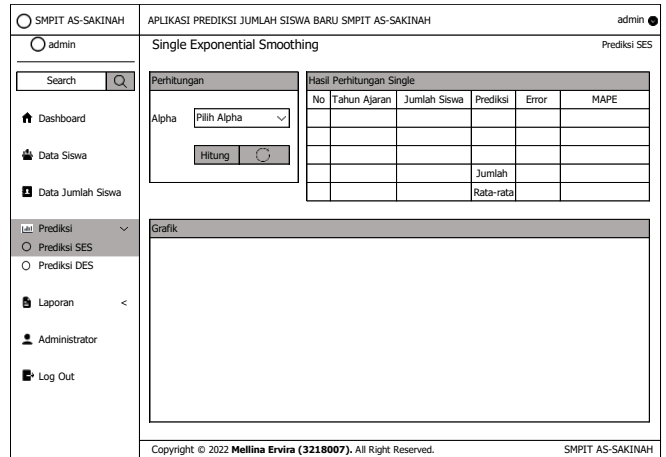 SMPIT AS-SAKINAH
APLIKASI PREDIKSI JUMLAH SISWA BARU SMPIT AS-SAKINAH
admin
admin
Single Exponential Smoothing
Prediksi SES
Search
Dashboard
Data Siswa
Data Jumlah Siswa
Prediksi
Prediksi SES
Prediksi DES
Laporan <
Administrator
Log Out
Perhitungan
Alpha Pilih Alpha
Hitung
Hasil Perhitungan Single
No Tahun Ajaran Jumlah Siswa Prediksi Error MAPE
Jumlah
Rata-rata
Grafik
Copyright © 2022 Mellina Ervira (3218007). All Right Reserved.
SMPIT AS-SAKINAH